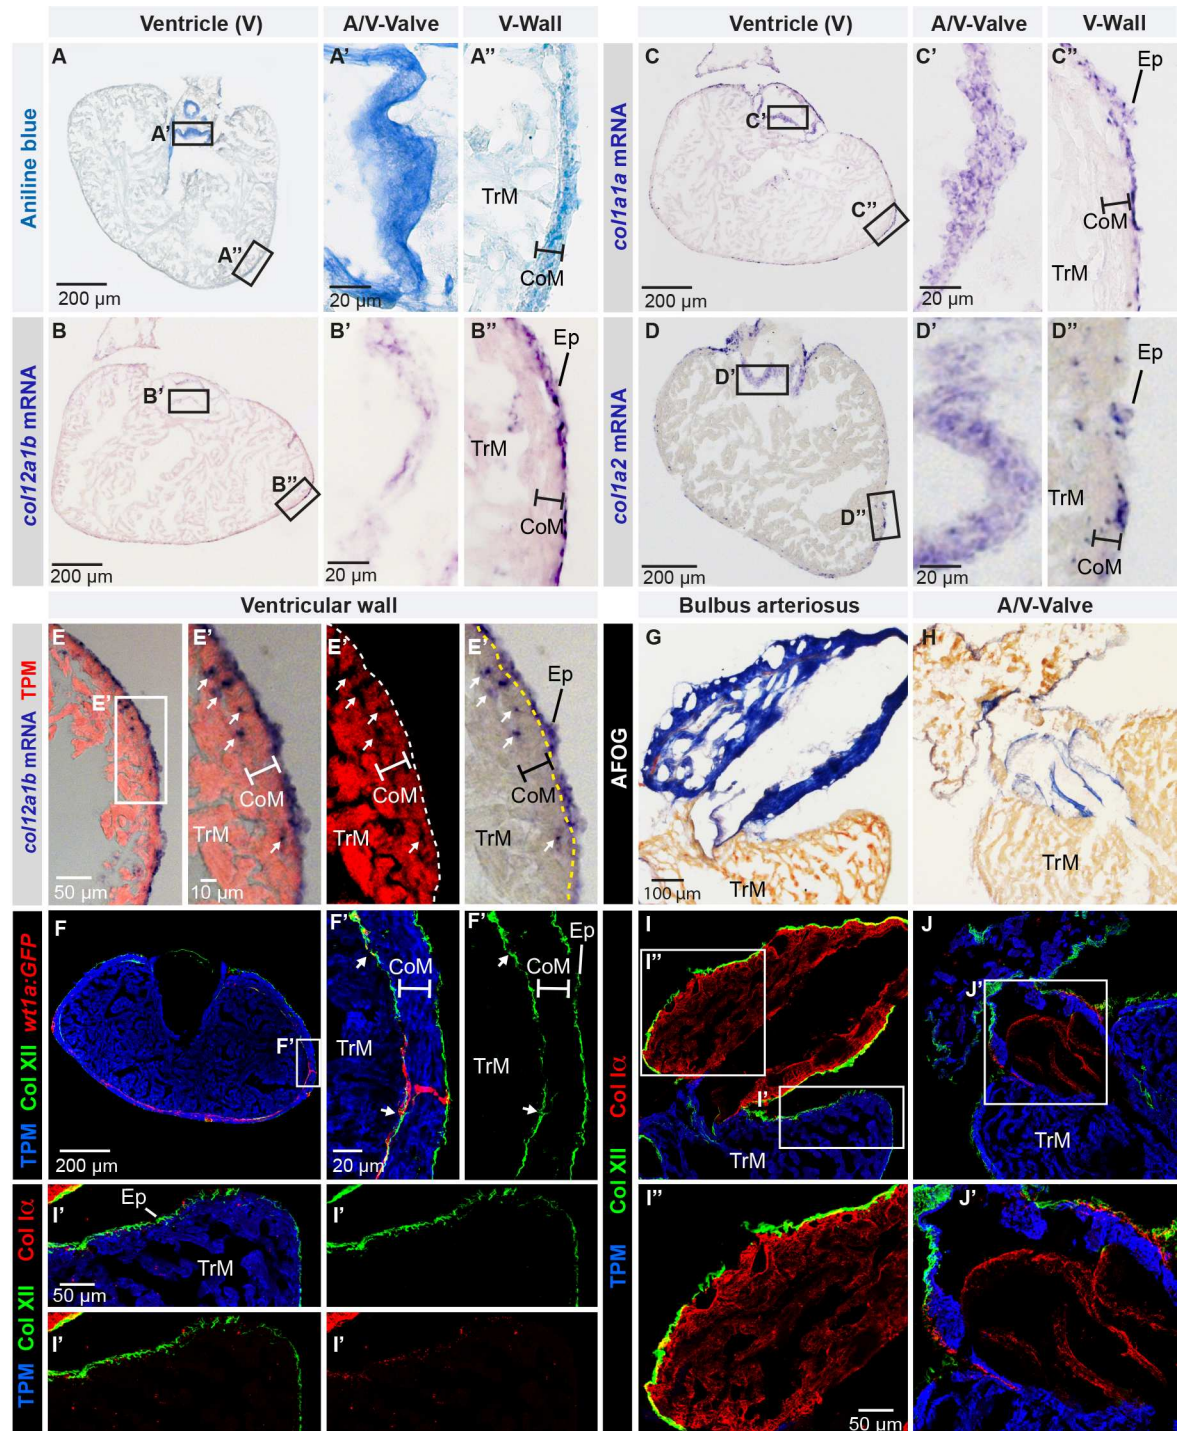 Ventricle (V)
A/V-Valve
V-Wall
Ventricle (V)
A/V-Valve
V-Wall
Aniline blue
A
A’
A’’
200 µm
A’
20 µm
A’’
TrM
CoM
col1a1a mRNA
C
C’
C’’
200 µm
C’
20 µm
C’’
Ep
CoM
TrM
col12a1b mRNA
B
B’
B’’
200 µm
B’
20 µm
B’’
Ep
TrM
CoM
col1a2 mRNA
D
D’
D’’
200 µm
D’
20 µm
D’’
Ep
TrM
CoM
Ventricular wall
Bulbus arteriosus
A/V-Valve
col12a1b mRNA TPM
E
E’
50 µm
E’
CoM
TrM
10 µm
E’
CoM
TrM
E’
Ep
CoM
TrM
AFOG
G
100 µm
TrM
H
TrM
TPM Col XII wt1a:GFP
F
F’
200 µm
F’
CoM
TrM
20 µm
F’
Ep
CoM
TrM
TPM Col XII Col Iα
I
I’’
I’
TrM
J
J’
TrM
TPM Col XII Col Iα
I’
Ep
TrM
50 µm
I’
I’
I’
I’’
50 µm
J’